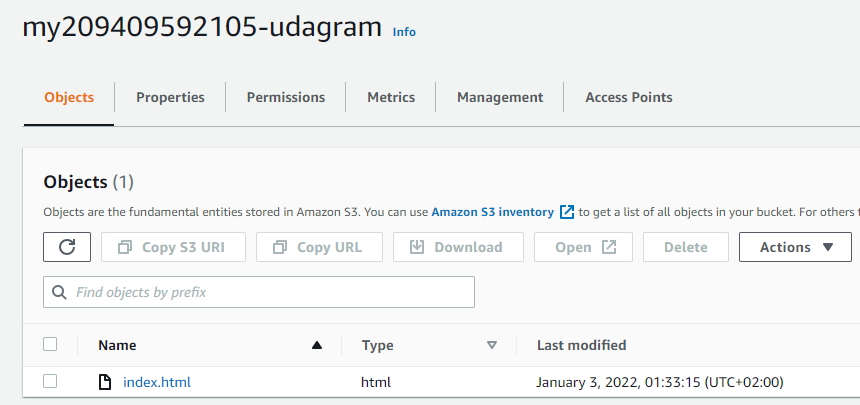 my209409592105-udagram Info
Objects Properties Permissions Metrics Management Access Points
Objects (1)
Objects are the fundamental entities stored in Amazon S3. You can use Amazon S3 inventory to get a list of all objects in your bucket. For others
Copy S3 URI Copy URL Download Open Delete Actions
Find objects by prefix
Name Type Last modified
index.html html January 3, 2022, 01:33:15 (UTC+02:00)